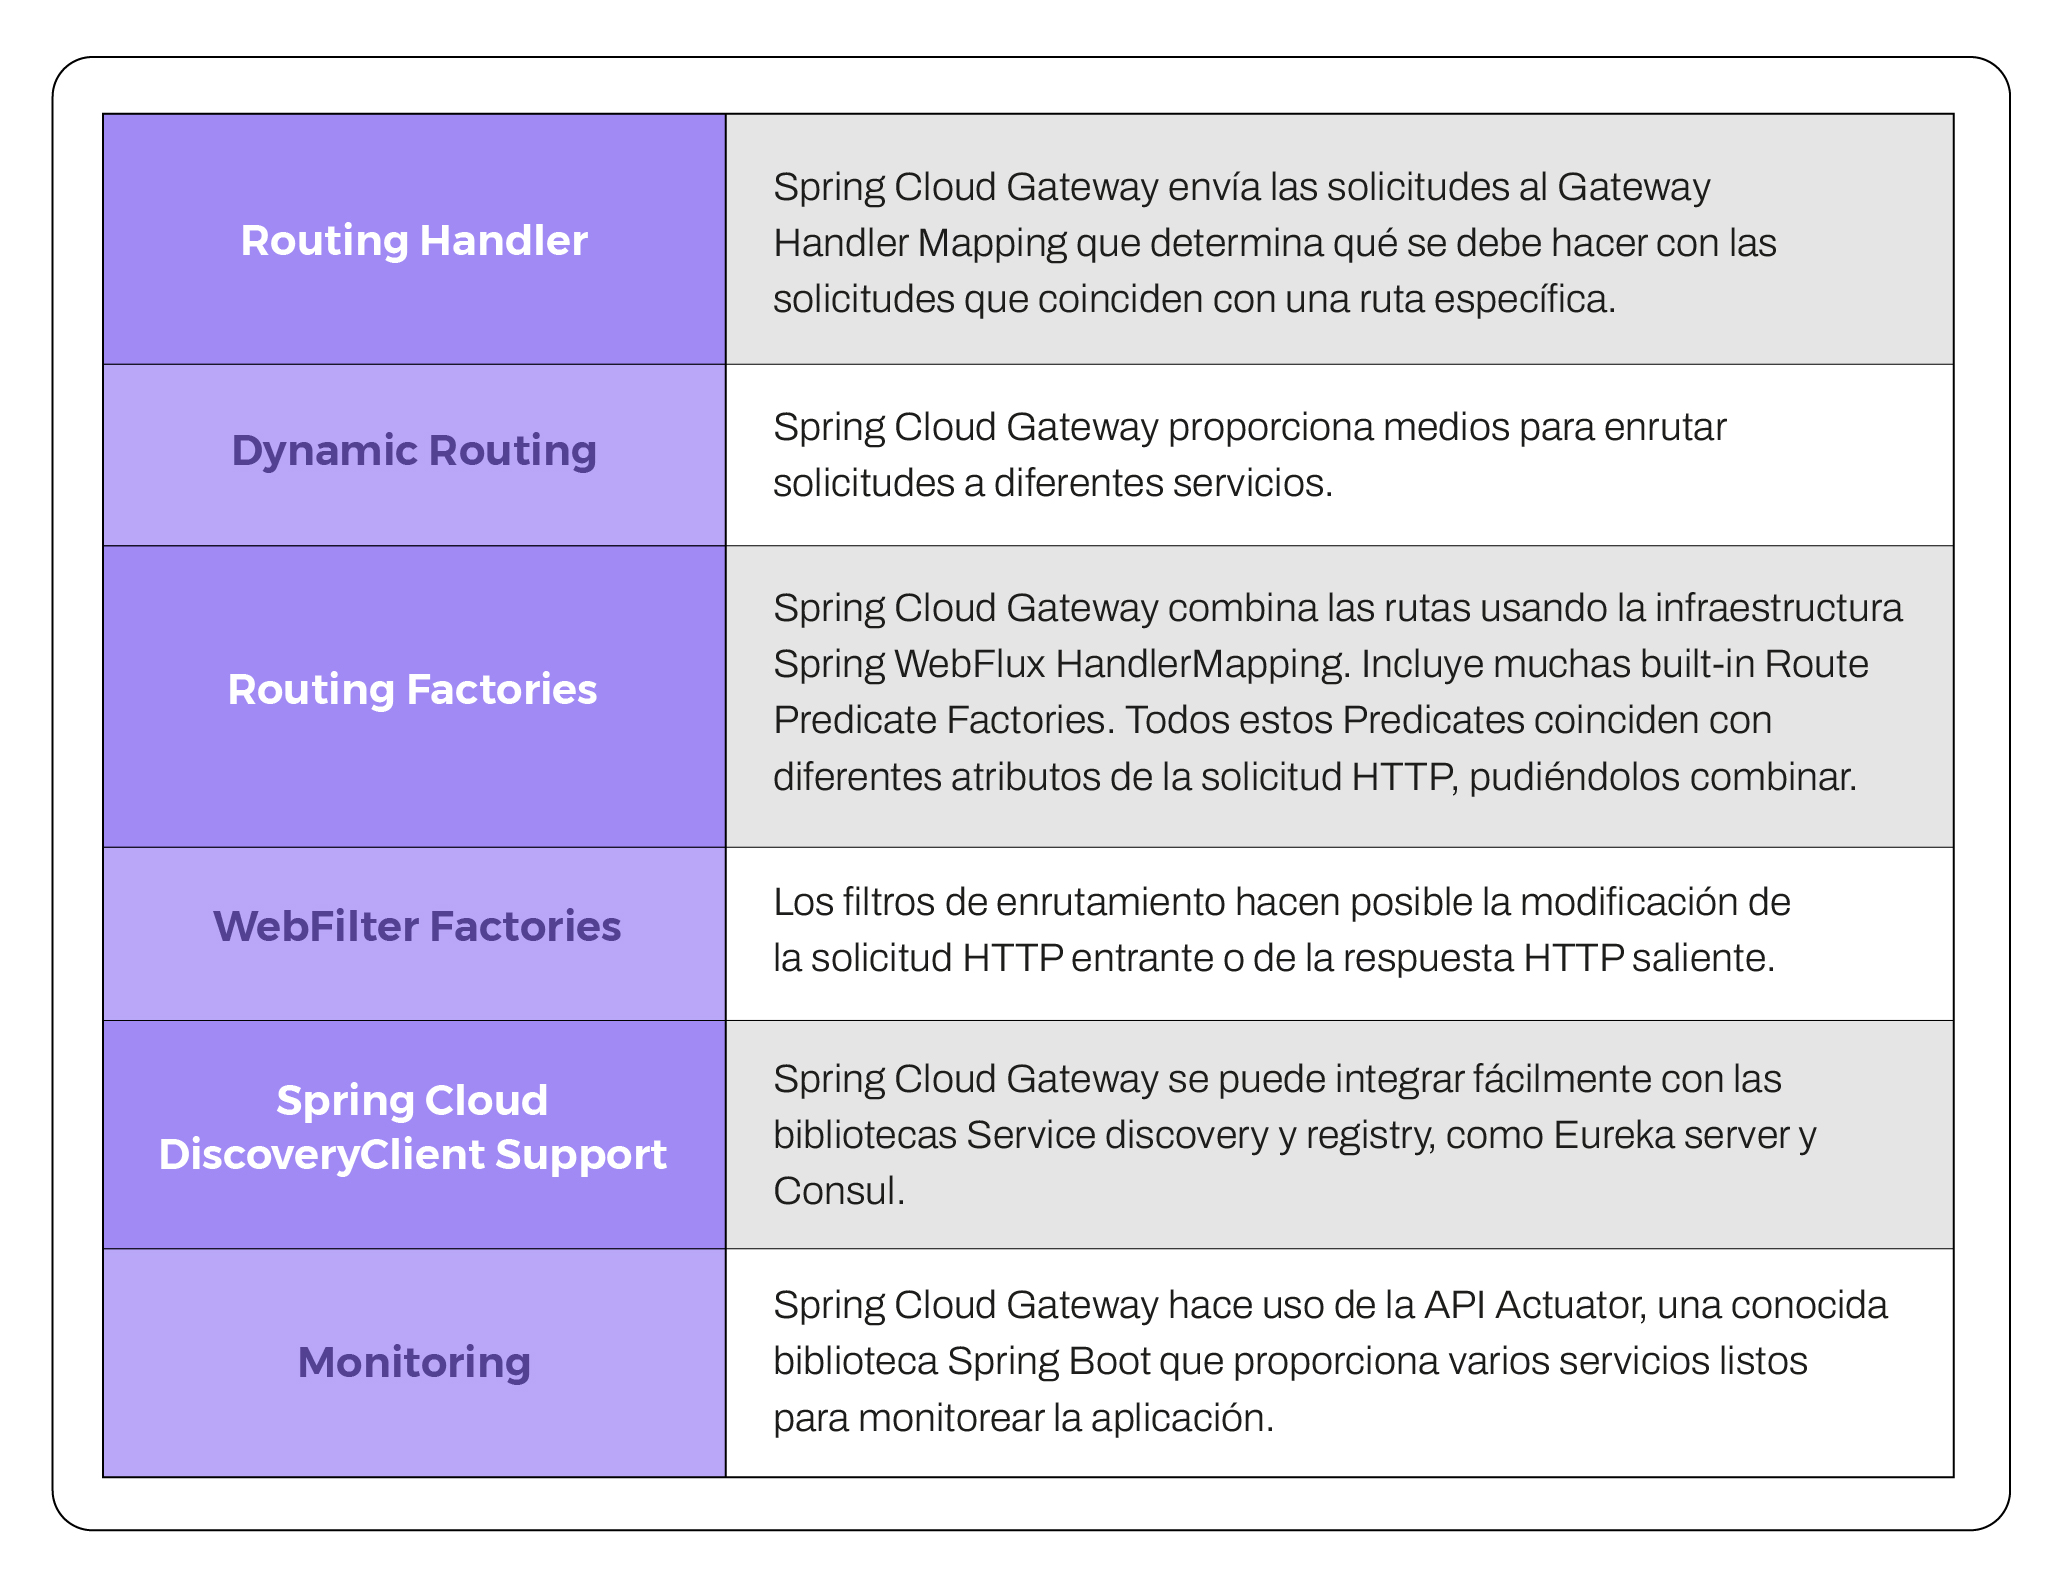 Routing Handler
Spring Cloud Gateway envía las solicitudes al Gateway
Handler Mapping que determina qué se debe hacer con las
solicitudes que coinciden con una ruta específica.
Dynamic Routing
Spring Cloud Gateway proporciona medios para enrutar
solicitudes a diferentes servicios.
Routing Factories
Spring Cloud Gateway combina las rutas usando la infraestructura
Spring WebFlux HandlerMapping. Incluye muchas built-in Route
Predicate Factories. Todos estos Predicates coinciden con
diferentes atributos de la solicitud HTTP, pudiéndolos combinar.
WebFilter Factories
Los filtros de enrutamiento hacen posible la modificación de
la solicitud HTTP entrante o de la respuesta HTTP saliente.
Spring Cloud
DiscoveryClient Support
Spring Cloud Gateway se puede integrar fácilmente con las
bibliotecas Service discovery y registry, como Eureka server y
Consul.
Monitoring
Spring Cloud Gateway hace uso de la API Actuator, una conocida
biblioteca Spring Boot que proporciona varios servicios listos
para monitorear la aplicación.